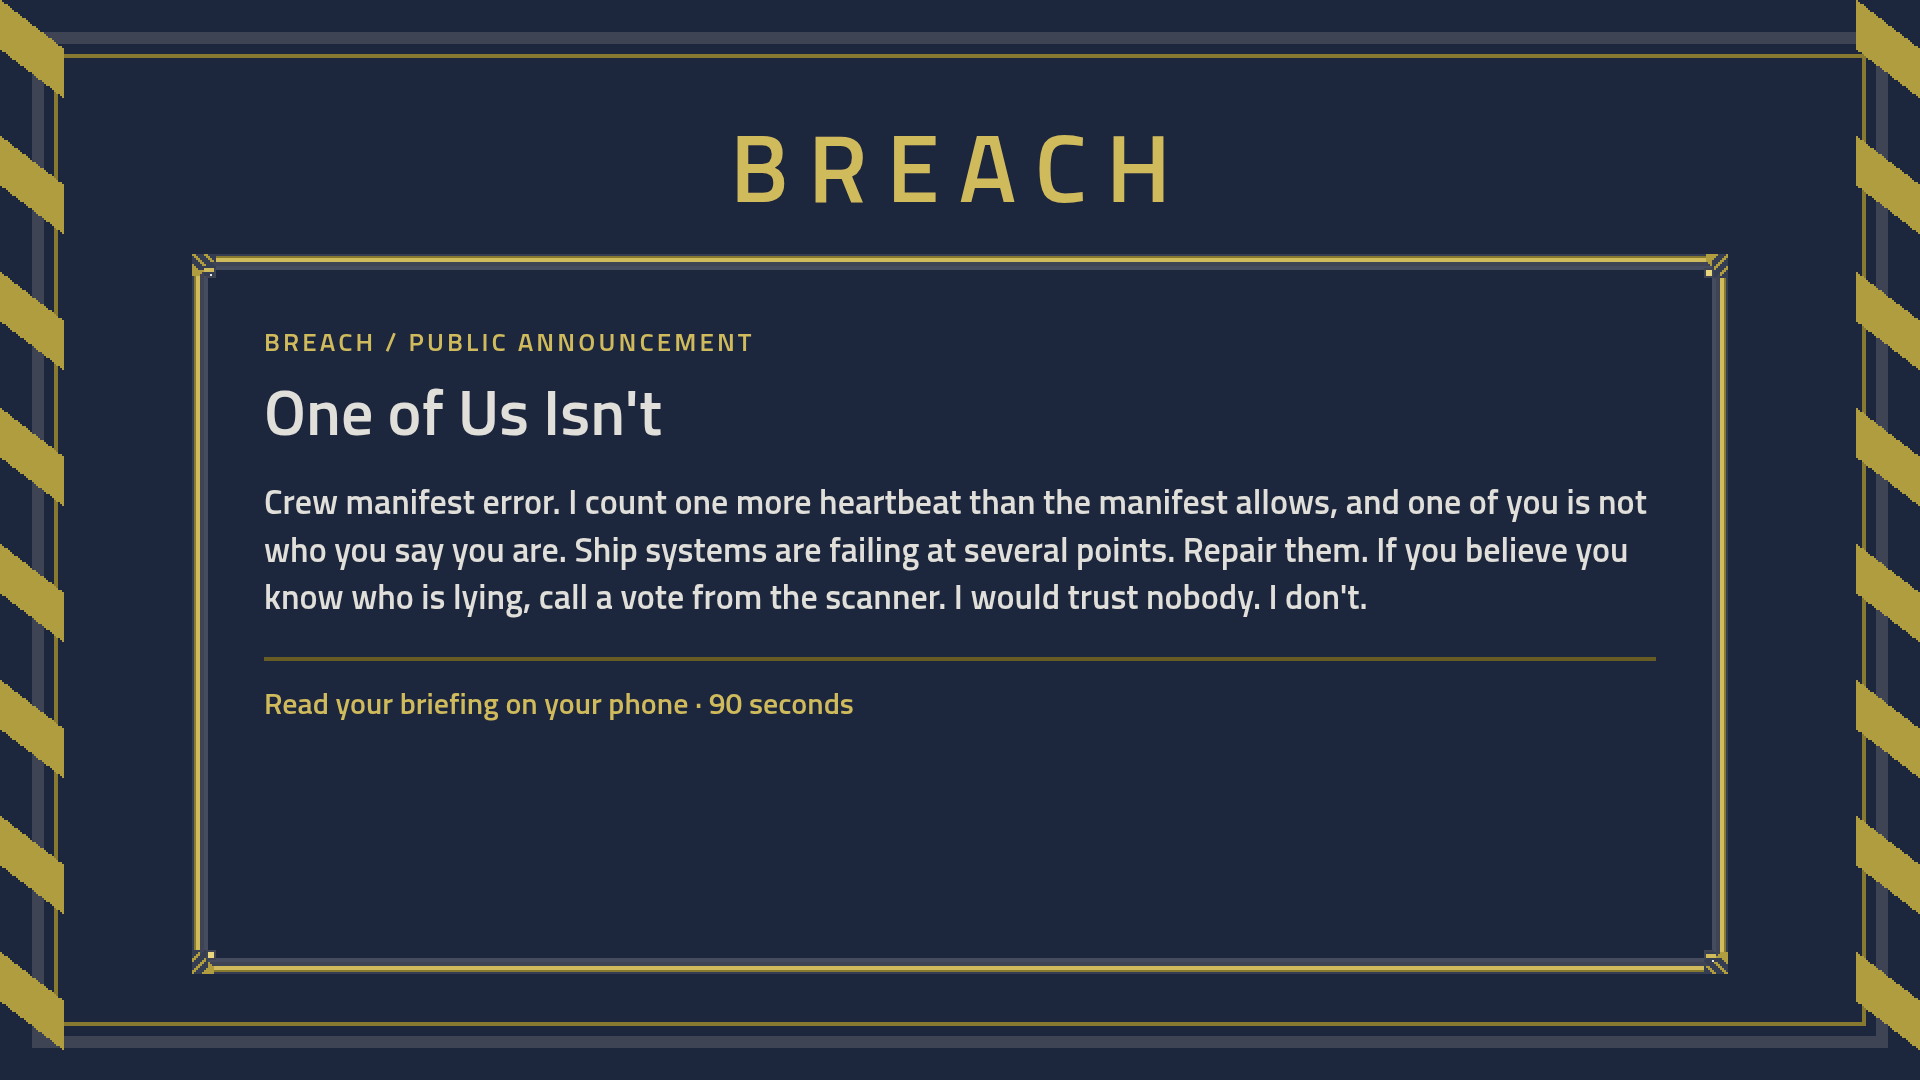 BREACH
BREACH / PUBLIC ANNOUNCEMENT
One of Us Isn't
Crew manifest error. I count one more heartbeat than the manifest allows, and one of you is not
who you say you are. Ship systems are failing at several points. Repair them. If you believe you
know who is lying, call a vote from the scanner. I would trust nobody. I don't.
Read your briefing on your phone · 90 seconds